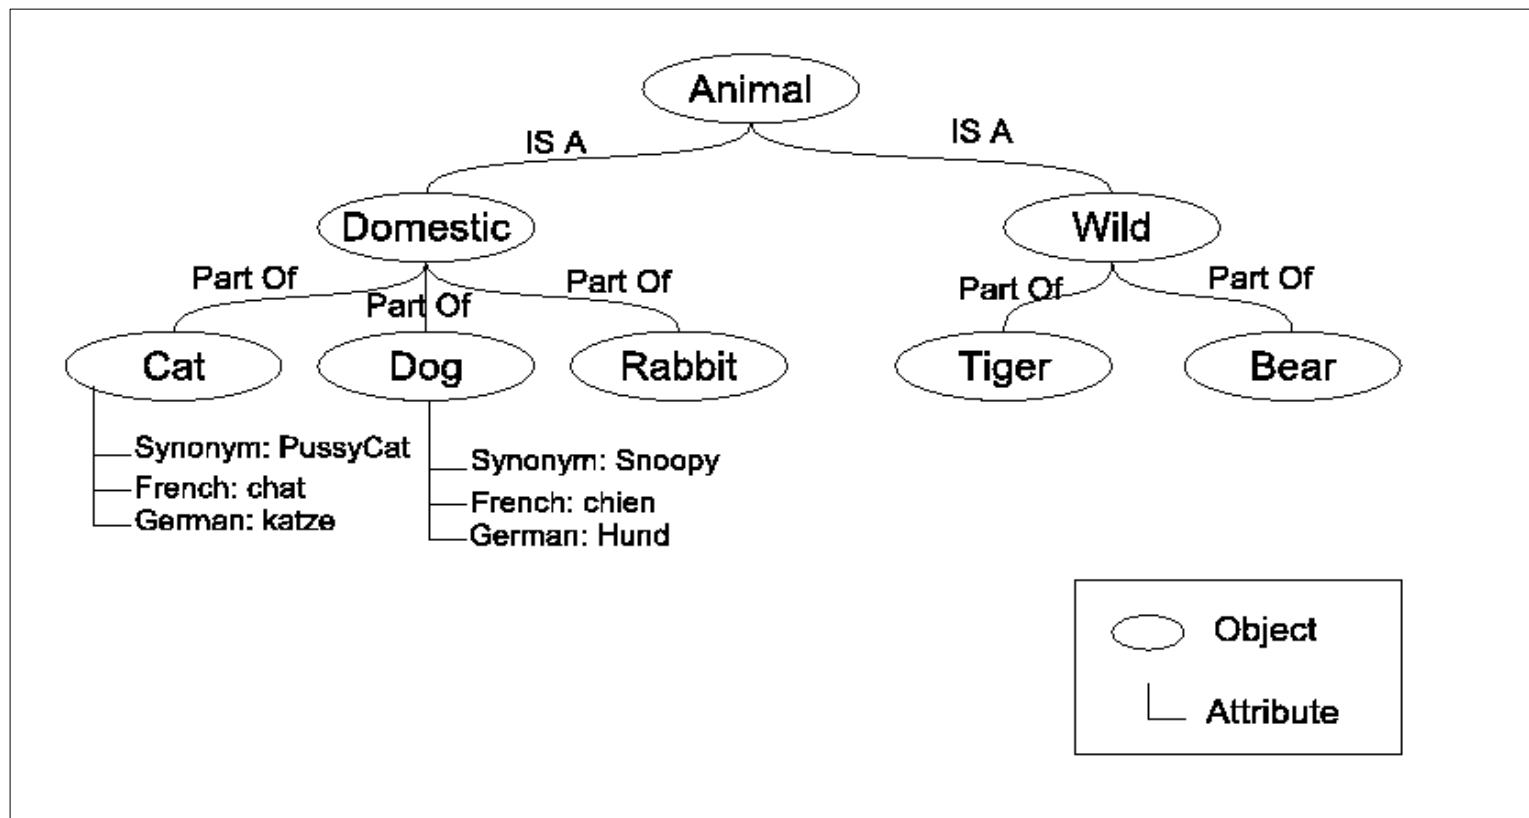 Animal
IS A
IS A
Domestic
Wild
Part Of
Part Of
Part Of
Part Of
Part Of
Cat
Dog
Rabbit
Tiger
Bear
Synonym: PussyCat
French: chat
German: katze
Synonym: Snoopy
French: chien
German: Hund
Object
Attribute